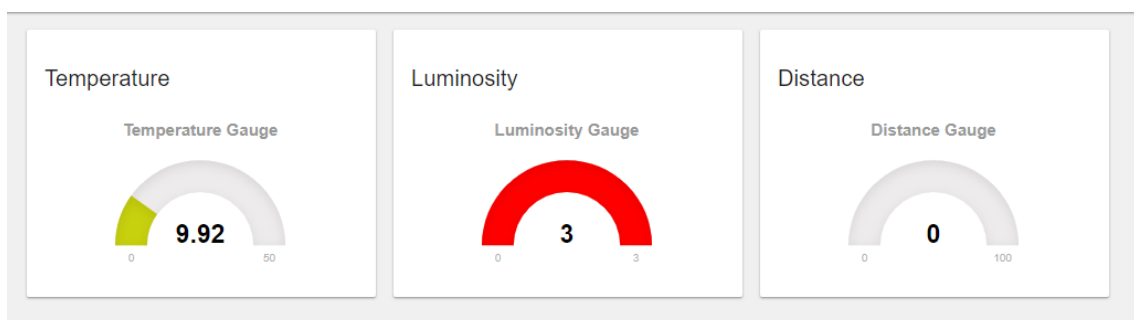 Temperature
Temperature Gauge
9.92
0
50
Luminosity
Luminosity Gauge
3
0
3
Distance
Distance Gauge
0
0
100